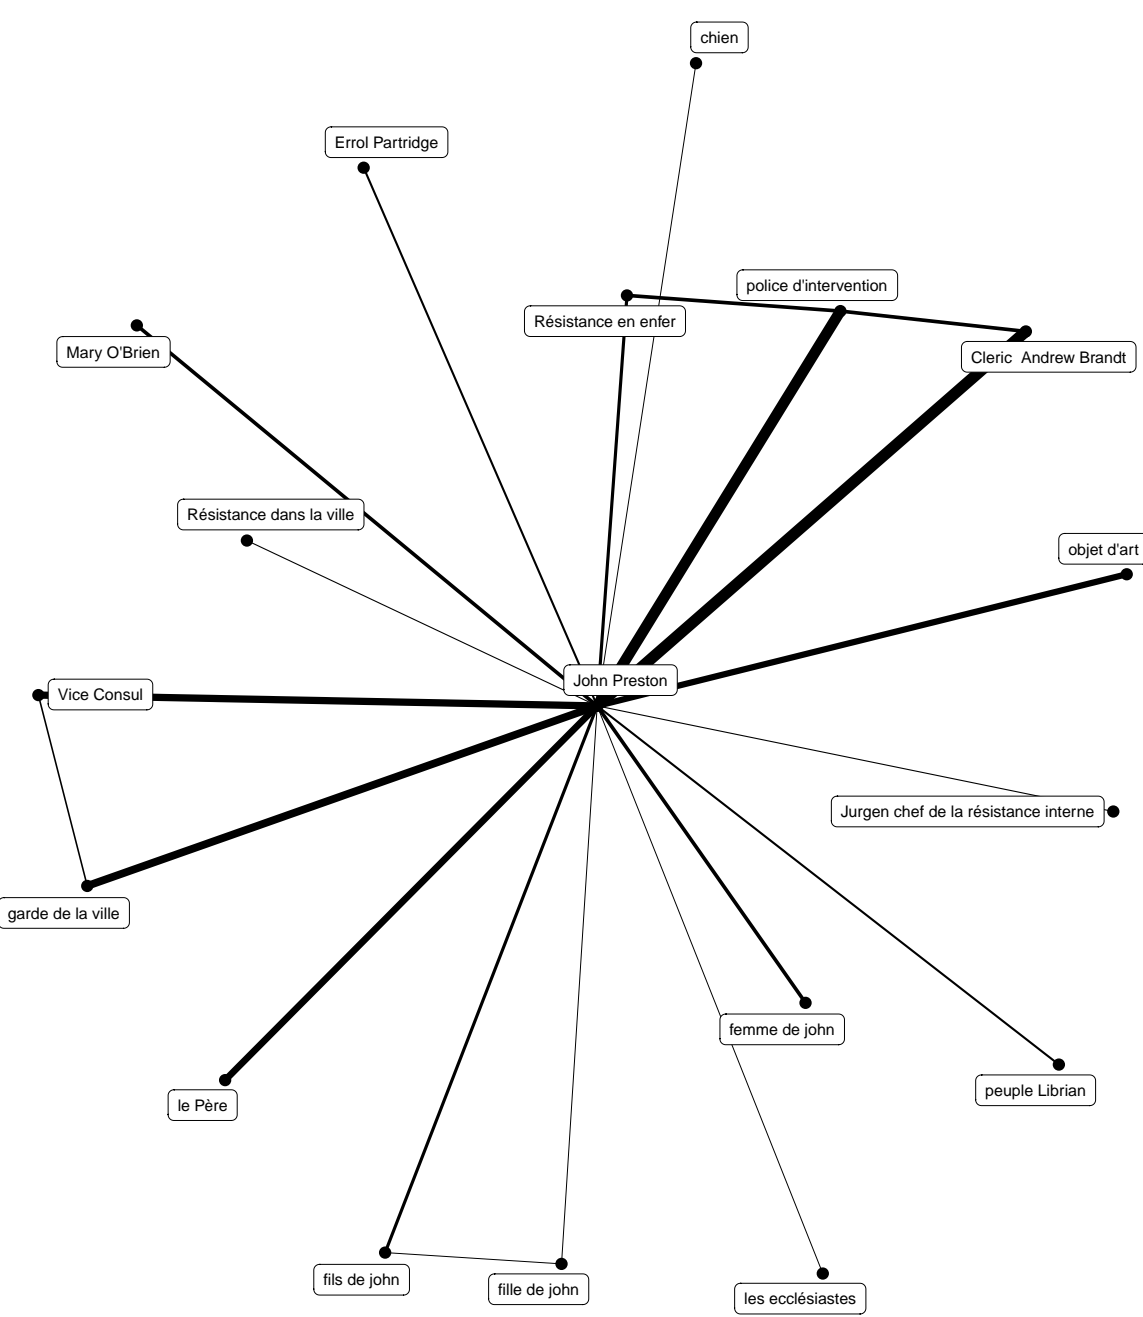 chien
Errol Partridge
police d'intervention
Résistance en enfer
Mary O'Brien
Cleric  Andrew Brandt
Résistance dans la ville
objet d'art
John Preston
Vice Consul
Jurgen chef de la résistance interne
garde de la ville
femme de john
peuple Librian
le Père
fils de john
fille de john
les ecclésiastes